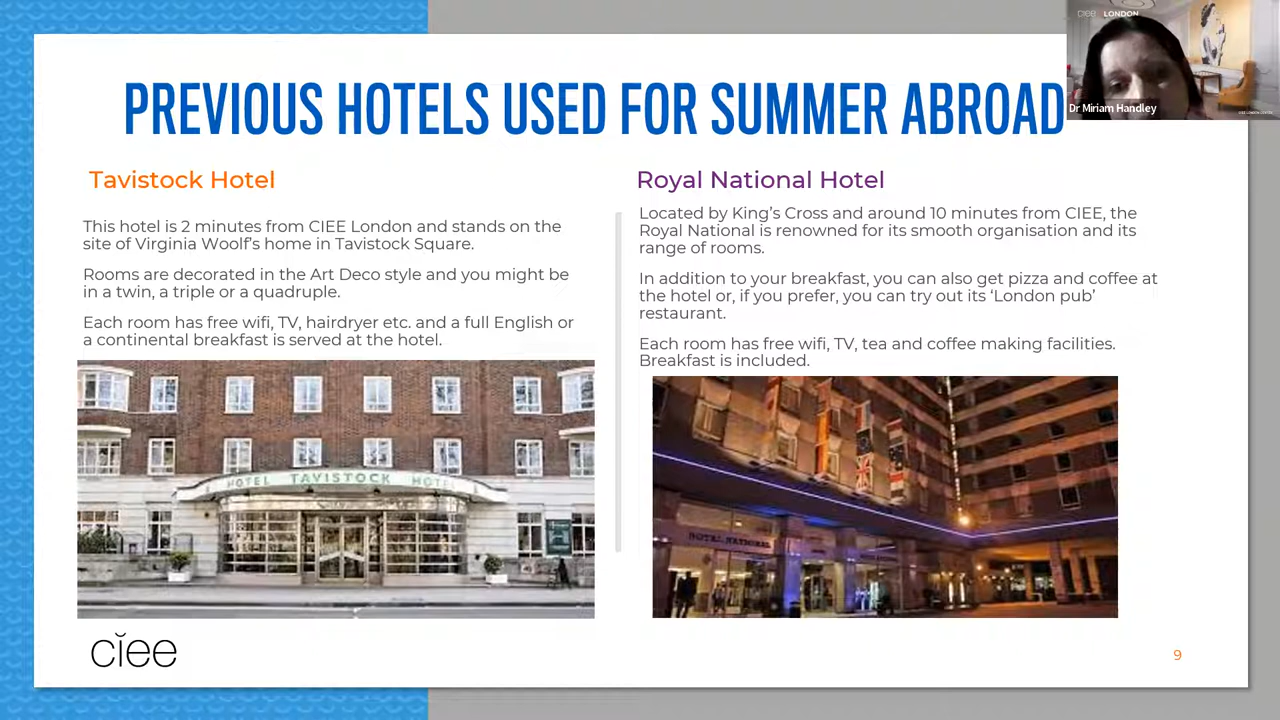 ciee
LONDON
Dr Miriam Handley
PREVIOUS HOTELS USED FOR SUMMER ABROAD
Tavistock Hotel
This hotel is 2 minutes from CIEE London and stands on the
site of Virginia Woolf's home in Tavistock Square.
Rooms are decorated in the Art Deco style and you might be
in a twin, a triple or a quadruple.
Each room has free wifi, TV, hairdryer etc. and a full English or
a continental breakfast is served at the hotel.
HOTEL TAVISTOCK HOTEL
Royal National Hotel
Located by King's Cross and around 10 minutes from CIEE, the
Royal National is renowned for its smooth organisation and its
range of rooms.
In addition to your breakfast, you can also get pizza and coffee at
the hotel or, if you prefer, you can try out its ‘London pub’
restaurant.
Each room has free wifi, TV, tea and coffee making facilities.
Breakfast is included.
ROYAL NATIONAL
ciee
9